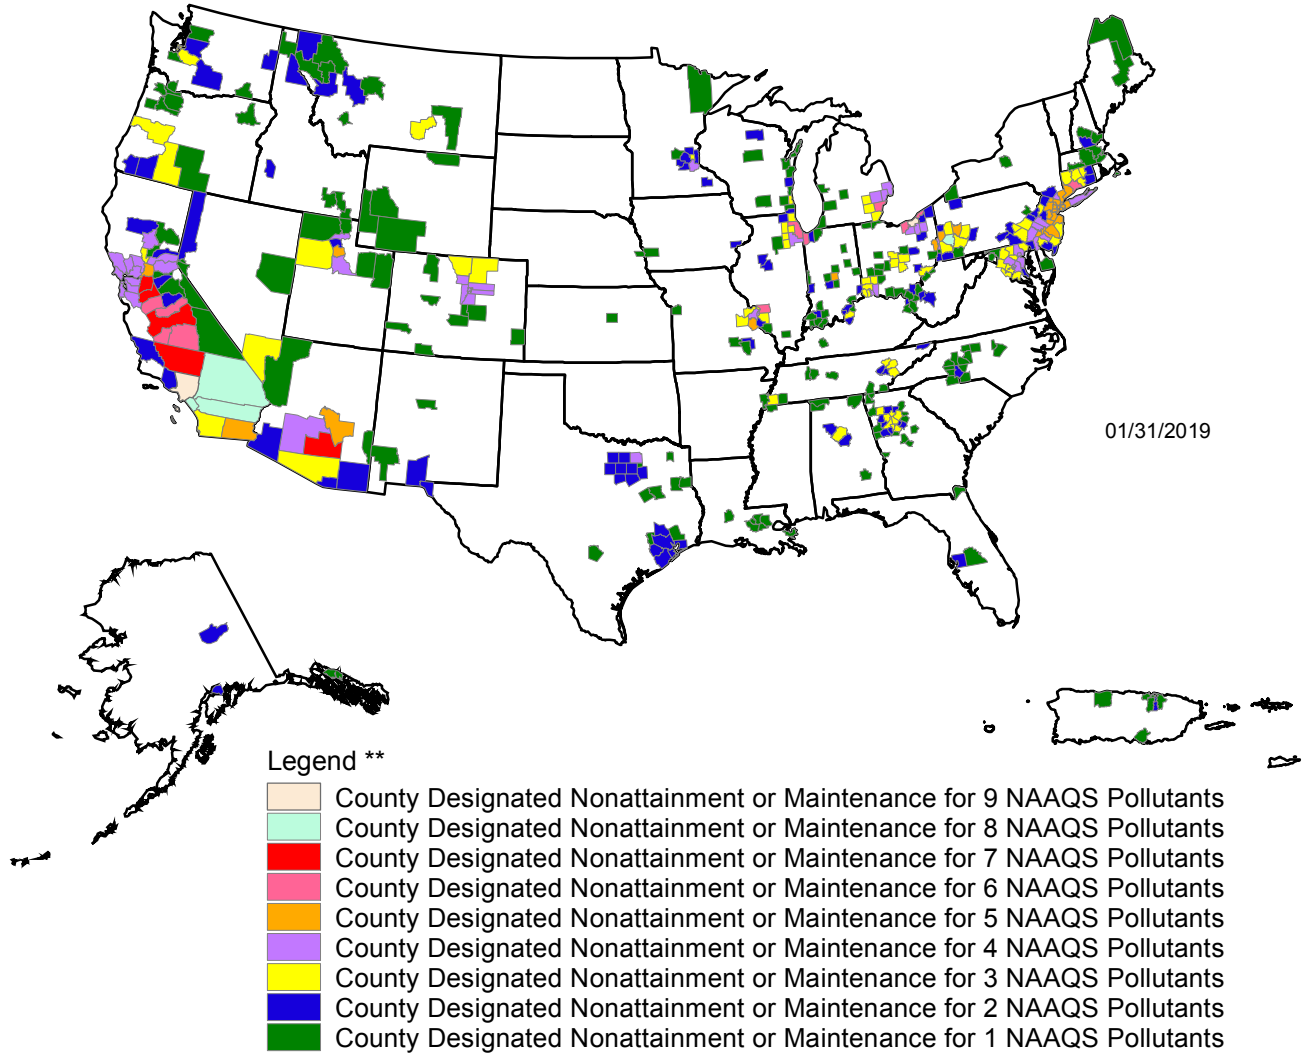 01/31/2019
Legend **
County Designated Nonattainment or Maintenance for 9 NAAQS Pollutants
County Designated Nonattainment or Maintenance for 8 NAAQS Pollutants
County Designated Nonattainment or Maintenance for 7 NAAQS Pollutants
County Designated Nonattainment or Maintenance for 6 NAAQS Pollutants
County Designated Nonattainment or Maintenance for 5 NAAQS Pollutants
County Designated Nonattainment or Maintenance for 4 NAAQS Pollutants
County Designated Nonattainment or Maintenance for 3 NAAQS Pollutants
County Designated Nonattainment or Maintenance for 2 NAAQS Pollutants
County Designated Nonattainment or Maintenance for 1 NAAQS Pollutants